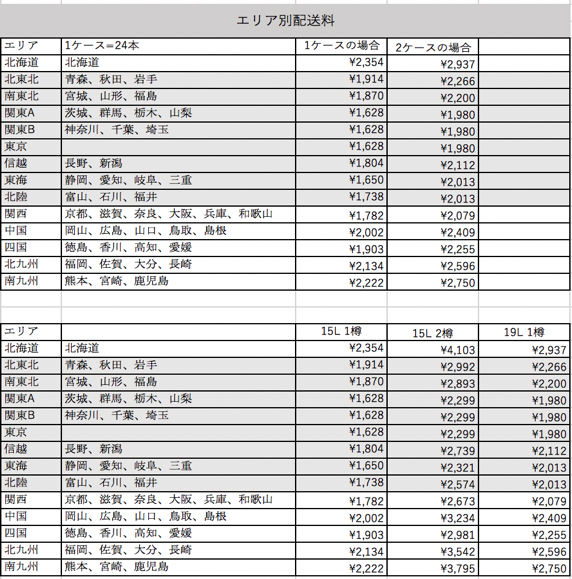 エリア別配送料
エリア 1ケース=24本 1ケースの場合 2ケースの場合
北海道 北海道 ¥2,354 ¥2,937
北東北 青森、秋田、岩手 ¥1,914 ¥2,266
南東北 宮城、山形、福島 ¥1,870 ¥2,200
関東A 茨城、群馬、栃木、山梨 ¥1,628 ¥1,980
関東B 神奈川、千葉、埼玉 ¥1,628 ¥1,980
東京 ¥1,628 ¥1,980
信越 長野、新潟 ¥1,804 ¥2,112
東海 静岡、愛知、岐阜、三重 ¥1,650 ¥2,013
北陸 富山、石川、福井 ¥1,738 ¥2,013
関西 京都、滋賀、奈良、大阪、兵庫、和歌山 ¥1,782 ¥2,079
中国 岡山、広島、山口、鳥取、島根 ¥2,002 ¥2,409
四国 徳島、香川、高知、愛媛 ¥1,903 ¥2,255
北九州 福岡、佐賀、大分、長崎 ¥2,134 ¥2,596
南九州 熊本、宮崎、鹿児島 ¥2,222 ¥2,750
エリア 15L 1樽 15L 2樽 19L 1樽
北海道 北海道 ¥2,354 ¥4,103 ¥2,937
北東北 青森、秋田、岩手 ¥1,914 ¥2,992 ¥2,266
南東北 宮城、山形、福島 ¥1,870 ¥2,893 ¥2,200
関東A 茨城、群馬、栃木、山梨 ¥1,628 ¥2,299 ¥1,980
関東B 神奈川、千葉、埼玉 ¥1,628 ¥2,299 ¥1,980
東京 ¥1,628 ¥2,299 ¥1,980
信越 長野、新潟 ¥1,804 ¥2,739 ¥2,112
東海 静岡、愛知、岐阜、三重 ¥1,650 ¥2,321 ¥2,013
北陸 富山、石川、福井 ¥1,738 ¥2,574 ¥2,013
関西 京都、滋賀、奈良、大阪、兵庫、和歌山 ¥1,782 ¥2,673 ¥2,079
中国 岡山、広島、山口、鳥取、島根 ¥2,002 ¥3,234 ¥2,409
四国 徳島、香川、高知、愛媛 ¥1,903 ¥2,981 ¥2,255
北九州 福岡、佐賀、大分、長崎 ¥2,134 ¥3,542 ¥2,596
南九州 熊本、宮崎、鹿児島 ¥2,222 ¥3,795 ¥2,750